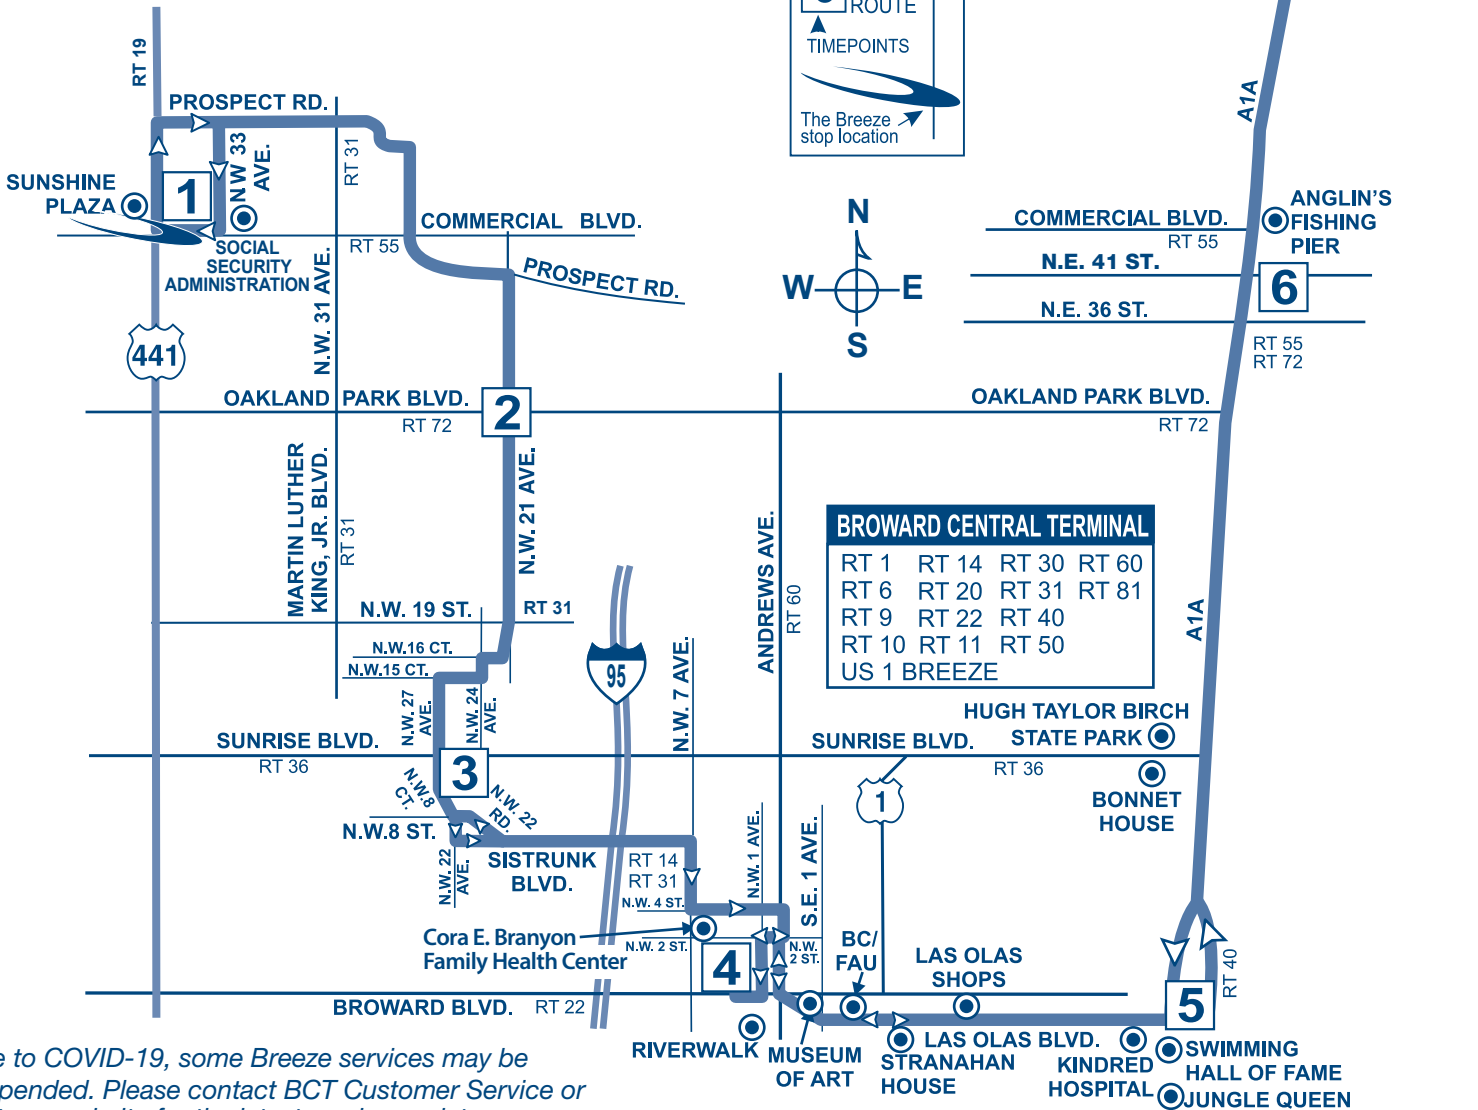 ROUTE
TIMEPOINTS
The Breeze
stop location
RT 19
PROSPECT RD.
N.W. 33
AVE.
RT 31
SUNSHINE
PLAZA
1
SOCIAL
SECURITY
ADMINISTRATION
COMMERCIAL BLVD.
RT 55
PROSPECT RD.
N.W. 31 AVE.
441
N
W
E
S
A1A
COMMERCIAL BLVD.
RT 55
ANGLIN'S
FISHING
PIER
N.E. 41 ST.
6
N.E. 36 ST.
RT 55
RT 72
OAKLAND PARK BLVD.
RT 72
2
OAKLAND PARK BLVD.
RT 72
MARTIN LUTHER
KING, JR. BLVD.
RT 31
N.W. 21 AVE.
ANDREWS AVE.
RT 60
BROWARD CENTRAL TERMINAL
RT 1 RT 14 RT 30 RT 60
RT 6 RT 20 RT 31 RT 81
RT 9 RT 22 RT 40
RT 10 RT 11 RT 50
US 1 BREEZE
A1A
N.W. 19 ST.
RT 31
N.W.16 CT.
N.W.15 CT.
95
N.W. 7 AVE.
N.W. 27
AVE.
N.W. 24
AVE.
SUNRISE BLVD.
RT 36
3
SUNRISE BLVD.
RT 36
HUGH TAYLOR BIRCH
STATE PARK
1
BONNET
HOUSE
N.W.8
CT.
N.W. 22
RD.
N.W.8 ST.
N.W. 22
AVE.
SISTRUNK
BLVD.
RT 14
RT 31
N.W. 4 ST.
N.W. 1 AVE.
S.E. 1 AVE.
Cora E. Branyon
Family Health Center
N.W. 2 ST.
4
N.W.
2 ST.
BC/
FAU
LAS OLAS
SHOPS
RT 40
5
BROWARD BLVD.
RT 22
RIVERWALK
MUSEUM
OF ART
LAS OLAS BLVD.
STRANAHAN
HOUSE
KINDRED
HOSPITAL
SWIMMING
HALL OF FAME
JUNGLE QUEEN
e to COVID-19, some Breeze services may be
pended. Please contact BCT Customer Service or